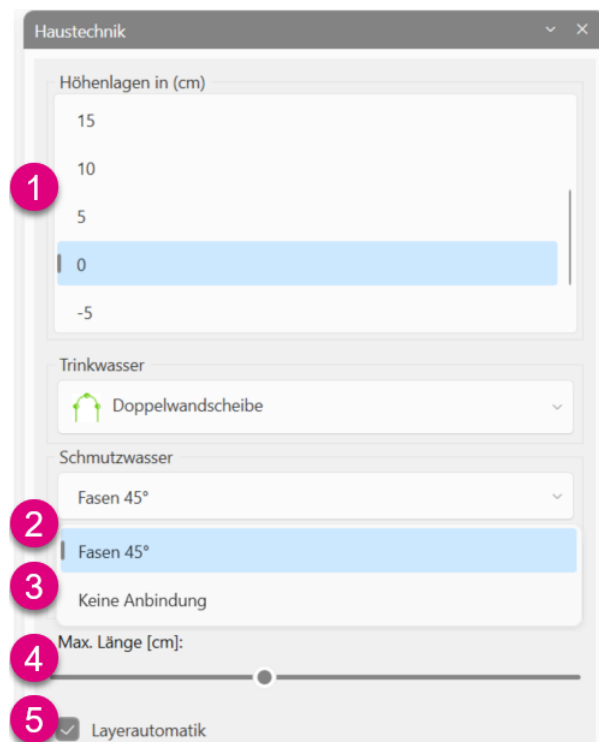 Haustechnik
Höhenlagen in (cm)
15
10
1
5
0
-5
Trinkwasser
Doppelwandscheibe
Schmutzwasser
Fasen 45°
2
Fasen 45°
3
Keine Anbindung
Max. Länge [cm]:
4
5
Layerautomatik